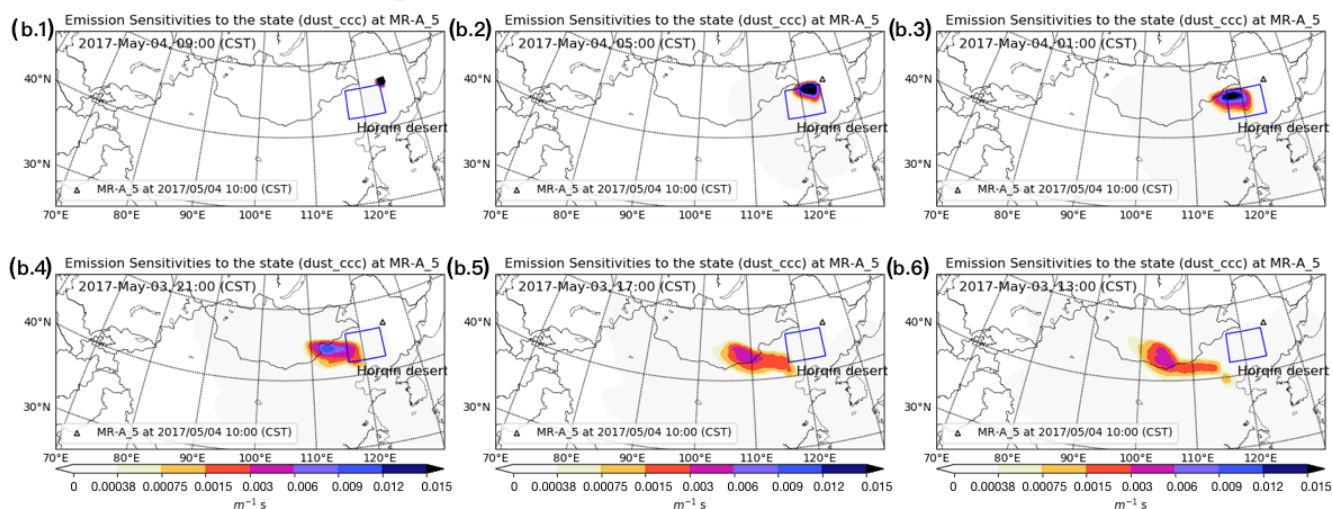 Emission Sensitivities to the state (dust_ccc) at MR-A_5
(b.1)
2017-May-04, 09:00 (CST)
40°N
30°N
Horqin desert
MR-A_5 at 2017/05/04 10:00 (CST)
70°E 80°E 90°E 100°E 110°E 120°E
Emission Sensitivities to the state (dust_ccc) at MR-A_5
(b.2)
2017-May-04, 05:00 (CST)
40°N
30°N
Horqin desert
MR-A_5 at 2017/05/04 10:00 (CST)
70°E 80°E 90°E 100°E 110°E 120°E
Emission Sensitivities to the state (dust_ccc) at MR-A_5
(b.3)
2017-May-04, 01:00 (CST)
40°N
30°N
Horqin desert
MR-A_5 at 2017/05/04 10:00 (CST)
70°E 80°E 90°E 100°E 110°E 120°E
Emission Sensitivities to the state (dust_ccc) at MR-A_5
(b.4)
2017-May-03, 21:00 (CST)
40°N
30°N
Horqin desert
MR-A_5 at 2017/05/04 10:00 (CST)
70°E 80°E 90°E 100°E 110°E 120°E
0 0.00038 0.00075 0.0015 0.003 0.006 0.009 0.012 0.015
m⁻¹ s
Emission Sensitivities to the state (dust_ccc) at MR-A_5
(b.5)
2017-May-03, 17:00 (CST)
40°N
30°N
Horqin desert
MR-A_5 at 2017/05/04 10:00 (CST)
70°E 80°E 90°E 100°E 110°E 120°E
0 0.00038 0.00075 0.0015 0.003 0.006 0.009 0.012 0.015
m⁻¹ s
Emission Sensitivities to the state (dust_ccc) at MR-A_5
(b.6)
2017-May-03, 13:00 (CST)
40°N
30°N
Horqin desert
MR-A_5 at 2017/05/04 10:00 (CST)
70°E 80°E 90°E 100°E 110°E 120°E
0 0.00038 0.00075 0.0015 0.003 0.006 0.009 0.012 0.015
m⁻¹ s